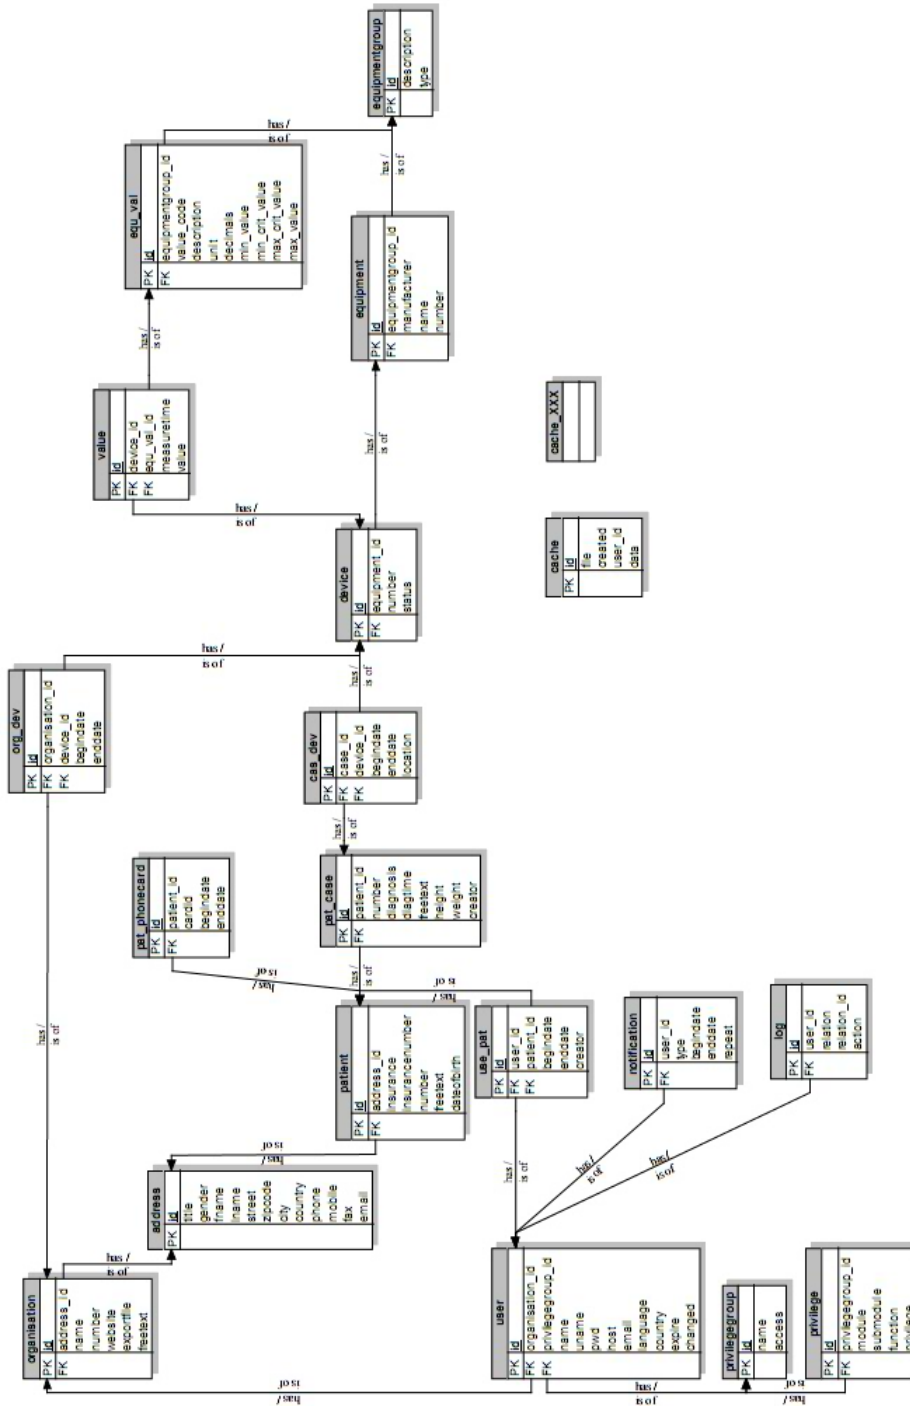 equipmentgroup
PK id
description
type
has /
is of
has /
is of
equ_val
PK id
FK equipmentgroup_id
value_code
description
unit
decimals
min_value
min_crit_value
max_crit_value
max_value
equipment
PK id
FK equipmentgroup_id
manufacturer
name
number
has /
is of
value
PK id
FK device_id
FK equ_val_id
measuretime
value
has /
is of
has /
is of
cache_XXX
device
PK id
FK equipment_id
number
status
cache
PK id
file
created
user_id
data
has /
is of
has /
is of
org_dev
PK id
FK organisation_id
FK device_id
begindate
enddate
cas_dev
PK id
FK case_id
FK device_id
begindate
enddate
location
has /
is of
pat_phonecard
PK id
FK patient_id
cardid
begindate
enddate
pat_case
PK id
FK patient_id
number
diagnosis
diagtime
freetext
height
weight
creator
has /
is of
has /
is of
has /
is of
has /
is of
patient
PK id
FK address_id
insurance
insurancenumber
number
freetext
dateofbirth
use_pat
PK id
FK user_id
FK patient_id
begindate
enddate
creator
notification
PK id
FK user_id
type
begindate
enddate
repeat
log
PK id
FK user_id
relation
relation_id
action
has /
is of
has /
is of
has /
is of
has /
is of
address
PK id
title
gender
fname
lname
street
zipcode
city
country
phone
mobile
fax
email
has /
is of
organisation
PK id
FK address_id
name
number
website
exportfile
freetext
user
PK id
FK organisation_id
FK privilegegroup_id
name
uname
pwd
host
email
language
country
expire
changed
privilegegroup
PK id
name
access
privilege
PK id
FK privilegegroup_id
module
submodule
function
has /
is of
has /
is of
has /
is of